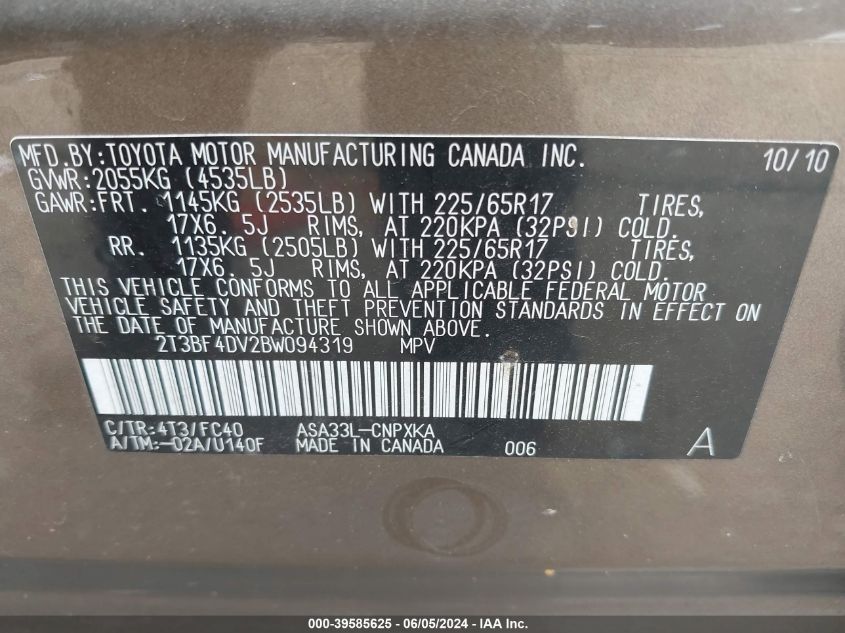 MFD.BY:TOYOTA MOTOR MANUFACTURING CANADA INC. 10/10
GVWR:2055KG (4535LB)
GAWR:FRT. 1145KG (2535LB) WITH 225/65R17 TIRES,
17X6. 5J RIMS, AT 220KPA (32PSI) COLD.
RR. 1135KG (2505LB) WITH 225/65R17 TIRES,
17X6. 5J RIMS, AT 220KPA (32PSI) COLD.
THIS VEHICLE CONFORMS TO ALL APPLICABLE FEDERAL MOTOR
VEHICLE SAFETY AND THEFT PREVENTION STANDARDS IN EFFECT ON
THE DATE OF MANUFACTURE SHOWN ABOVE.
2T3BF4DV2BW094319 MPV
C/TR:4T3/FC40 ASA33L-CNPXKA
A/TM:-02A/U140F MADE IN CANADA 006 A
000-39585625 - 06/05/2024 - IAA Inc.